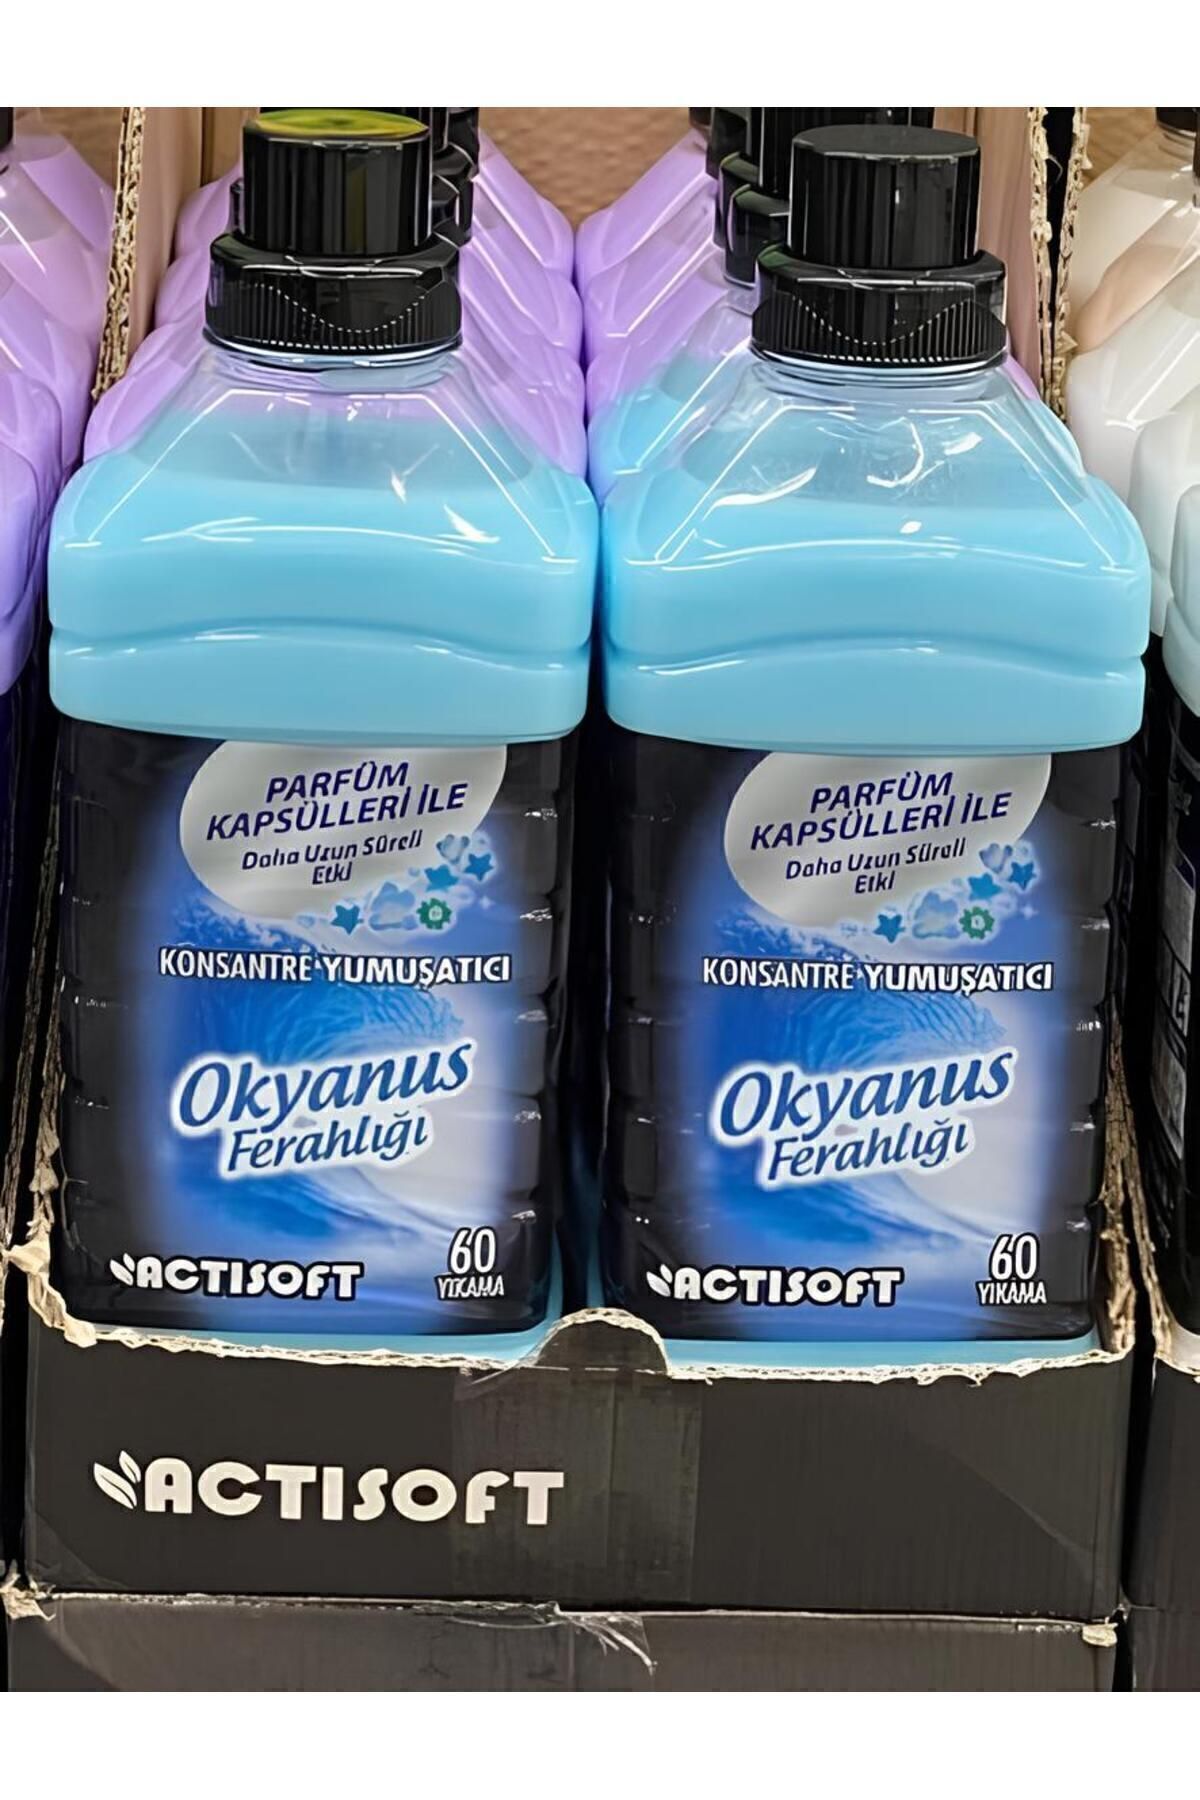 PARFÜM
KAPSÜLLERİ İLE
Daha Uzun Süreli
Etki
KONSANTRE YUMUŞATICI
Okyanus
Ferahlığı
ACTISOFT
60
YIKAMA
PARFÜM
KAPSÜLLERİ İLE
Daha Uzun Süreli
Etki
KONSANTRE YUMUŞATICI
Okyanus
Ferahlığı
ACTISOFT
60
YIKAMA
ACTISOFT